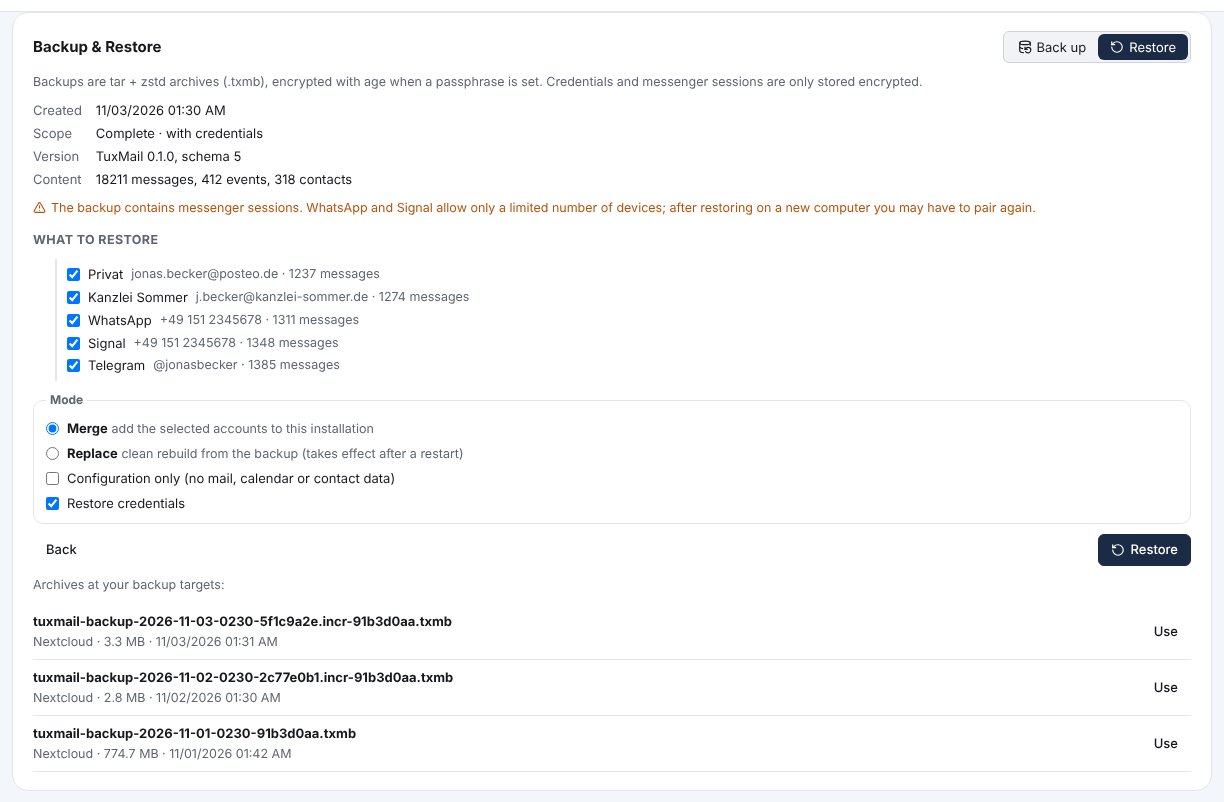 Backup & Restore
Back up
Restore
Backups are tar + zstd archives (.txmb), encrypted with age when a passphrase is set. Credentials and messenger sessions are only stored encrypted.
Created 11/03/2026 01:30 AM
Scope Complete · with credentials
Version TuxMail 0.1.0, schema 5
Content 18211 messages, 412 events, 318 contacts
The backup contains messenger sessions. WhatsApp and Signal allow only a limited number of devices; after restoring on a new computer you may have to pair again.
WHAT TO RESTORE
Privat jonas.becker@posteo.de · 1237 messages
Kanzlei Sommer j.becker@kanzlei-sommer.de · 1274 messages
WhatsApp +49 151 2345678 · 1311 messages
Signal +49 151 2345678 · 1348 messages
Telegram @jonasbecker · 1385 messages
Mode
Merge add the selected accounts to this installation
Replace clean rebuild from the backup (takes effect after a restart)
Configuration only (no mail, calendar or contact data)
Restore credentials
Back
Restore
Archives at your backup targets:
tuxmail-backup-2026-11-03-0230-5f1c9a2e.incr-91b3d0aa.txmb
Nextcloud · 3.3 MB · 11/03/2026 01:31 AM
Use
tuxmail-backup-2026-11-02-0230-2c77e0b1.incr-91b3d0aa.txmb
Nextcloud · 2.8 MB · 11/02/2026 01:30 AM
Use
tuxmail-backup-2026-11-01-0230-91b3d0aa.txmb
Nextcloud · 774.7 MB · 11/01/2026 01:42 AM
Use